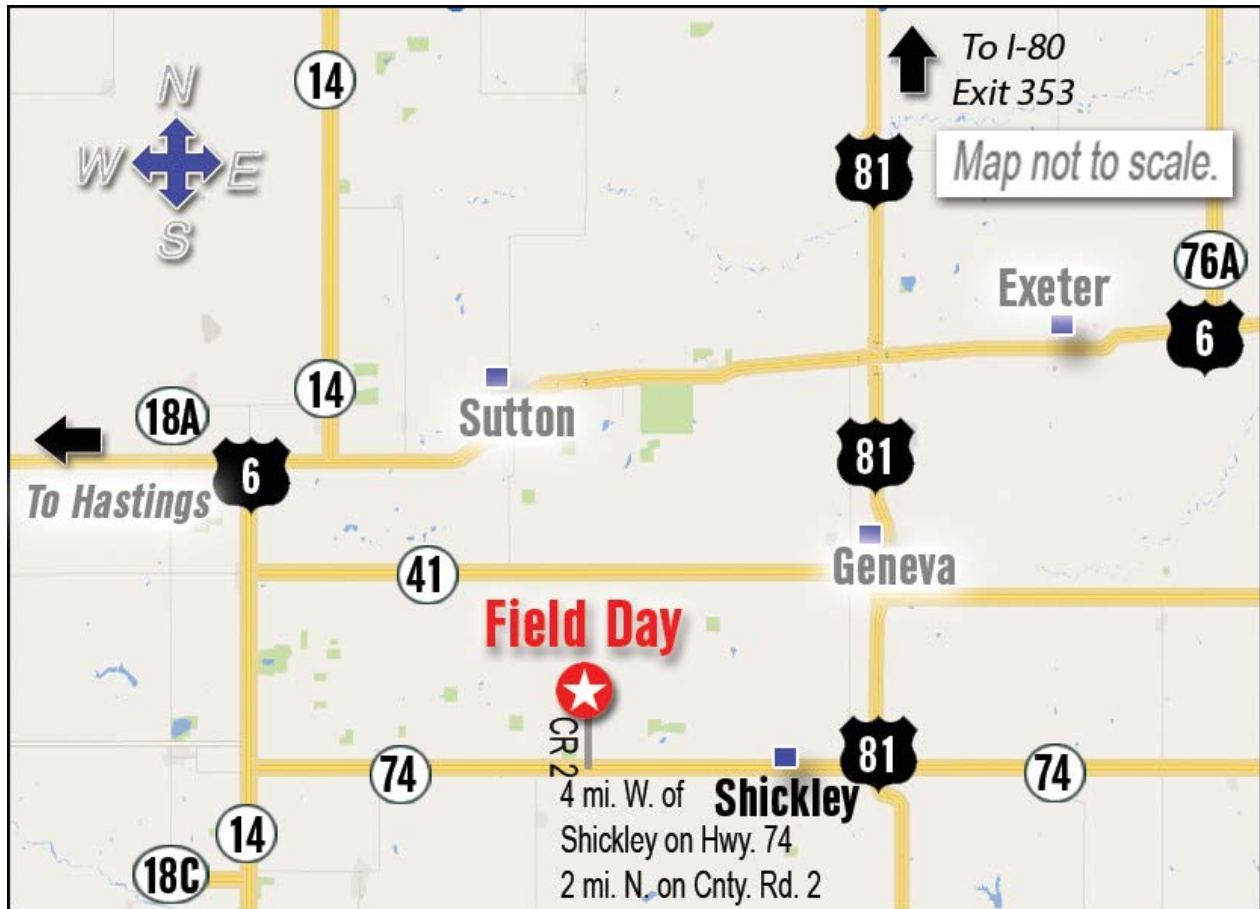 14
To I-80
Exit 353
N
W E
S
81
Map not to scale.
76A
Exeter
6
14
18A
Sutton
81
6
To Hastings
Geneva
41
Field Day
CR 2
81
74
74
4 mi. W. of
Shickley
Shickley on Hwy. 74
14
18C
2 mi. N. on Cnty. Rd. 2